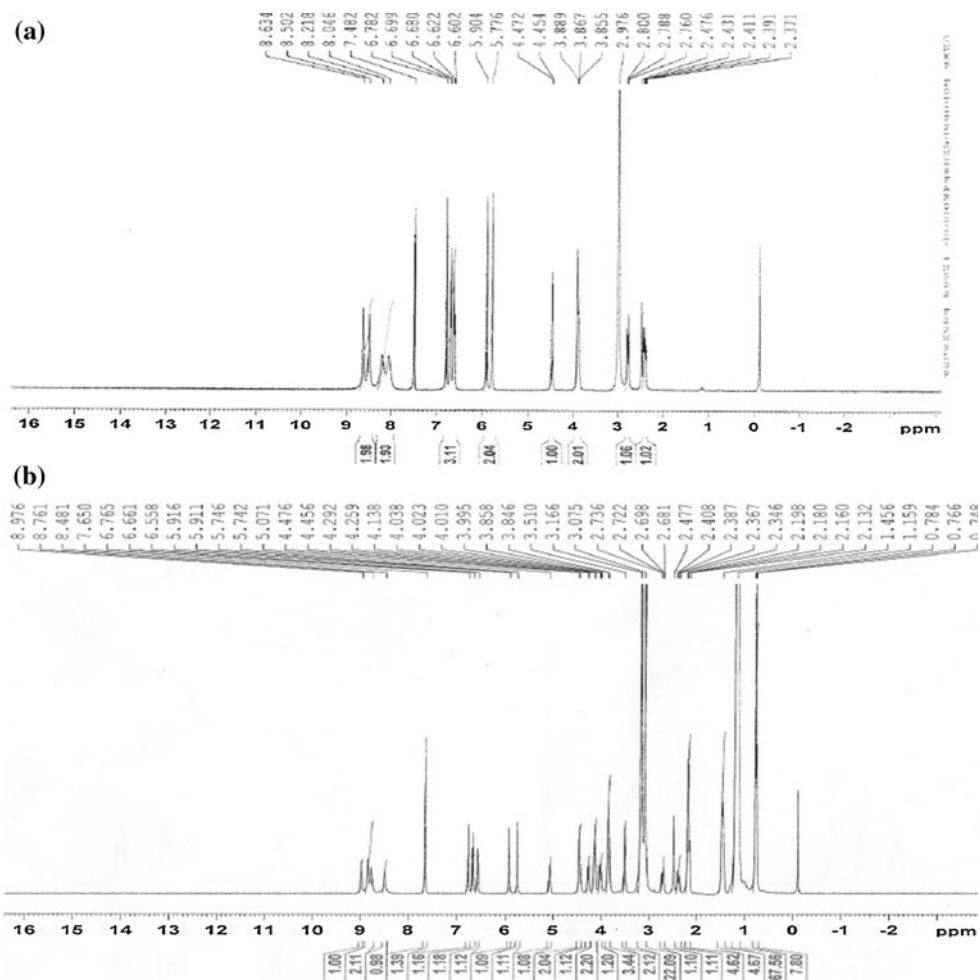 (a)
8.634 8.502 8.218 8.046 7.482 6.782 6.699 6.680 6.622 6.602 5.904 5.776 4.472 4.454 3.889 3.867 3.855 2.976 2.800 2.788 2.760 2.476 2.431 2.411 2.391 2.371
16 15 14 13 12 11 10 9 8 7 6 5 4 3 2 1 0 -1 -2 ppm
1.98 1.93 3.11 2.04 1.00 2.01 1.06 1.02
(b)
8.976 8.761 8.481 7.650 6.765 6.661 6.558 5.916 5.911 5.746 5.742 5.071 4.476 4.456 4.292 4.259 4.138 4.038 4.023 4.010 3.995 3.858 3.846 3.510 3.166 3.075 2.736 2.722 2.698 2.681 2.477 2.408 2.387 2.367 2.346 2.198 2.180 2.160 2.132 1.456 1.159 0.784 0.766
16 15 14 13 12 11 10 9 8 7 6 5 4 3 2 1 0 -1 -2 ppm
1.00 2.11 0.98 1.39 1.16 1.18 1.12 1.09 1.11 1.08 2.04 1.12 2.20 1.20 3.44 2.12 22.09 1.10 1.11 4.62 4.67 67.56 7.80